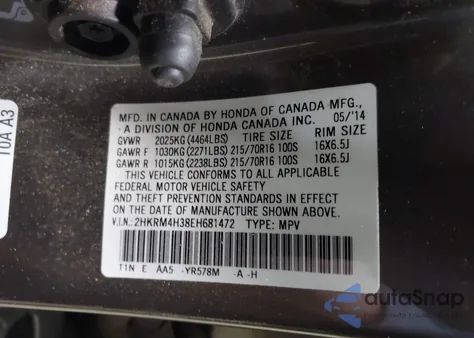 10A A3
MFD. IN CANADA BY HONDA OF CANADA MFG.,
A DIVISION OF HONDA CANADA INC. 05/'14
GVWR 2025KG (4464LBS) TIRE SIZE RIM SIZE
GAWR F 1030KG (2271LBS) 215/70R16 100S 16X6.5J
GAWR R 1015KG (2238LBS) 215/70R16 100S 16X6.5J
THIS VEHICLE CONFORMS TO ALL APPLICABLE
FEDERAL MOTOR VEHICLE SAFETY
AND THEFT PREVENTION STANDARDS IN EFFECT
ON THE DATE OF MANUFACTURE SHOWN ABOVE.
V.I.N.: 2HKRM4H38EH681472 TYPE: MPV
T1N E AA5 -YR578M -A -H
autoSnap